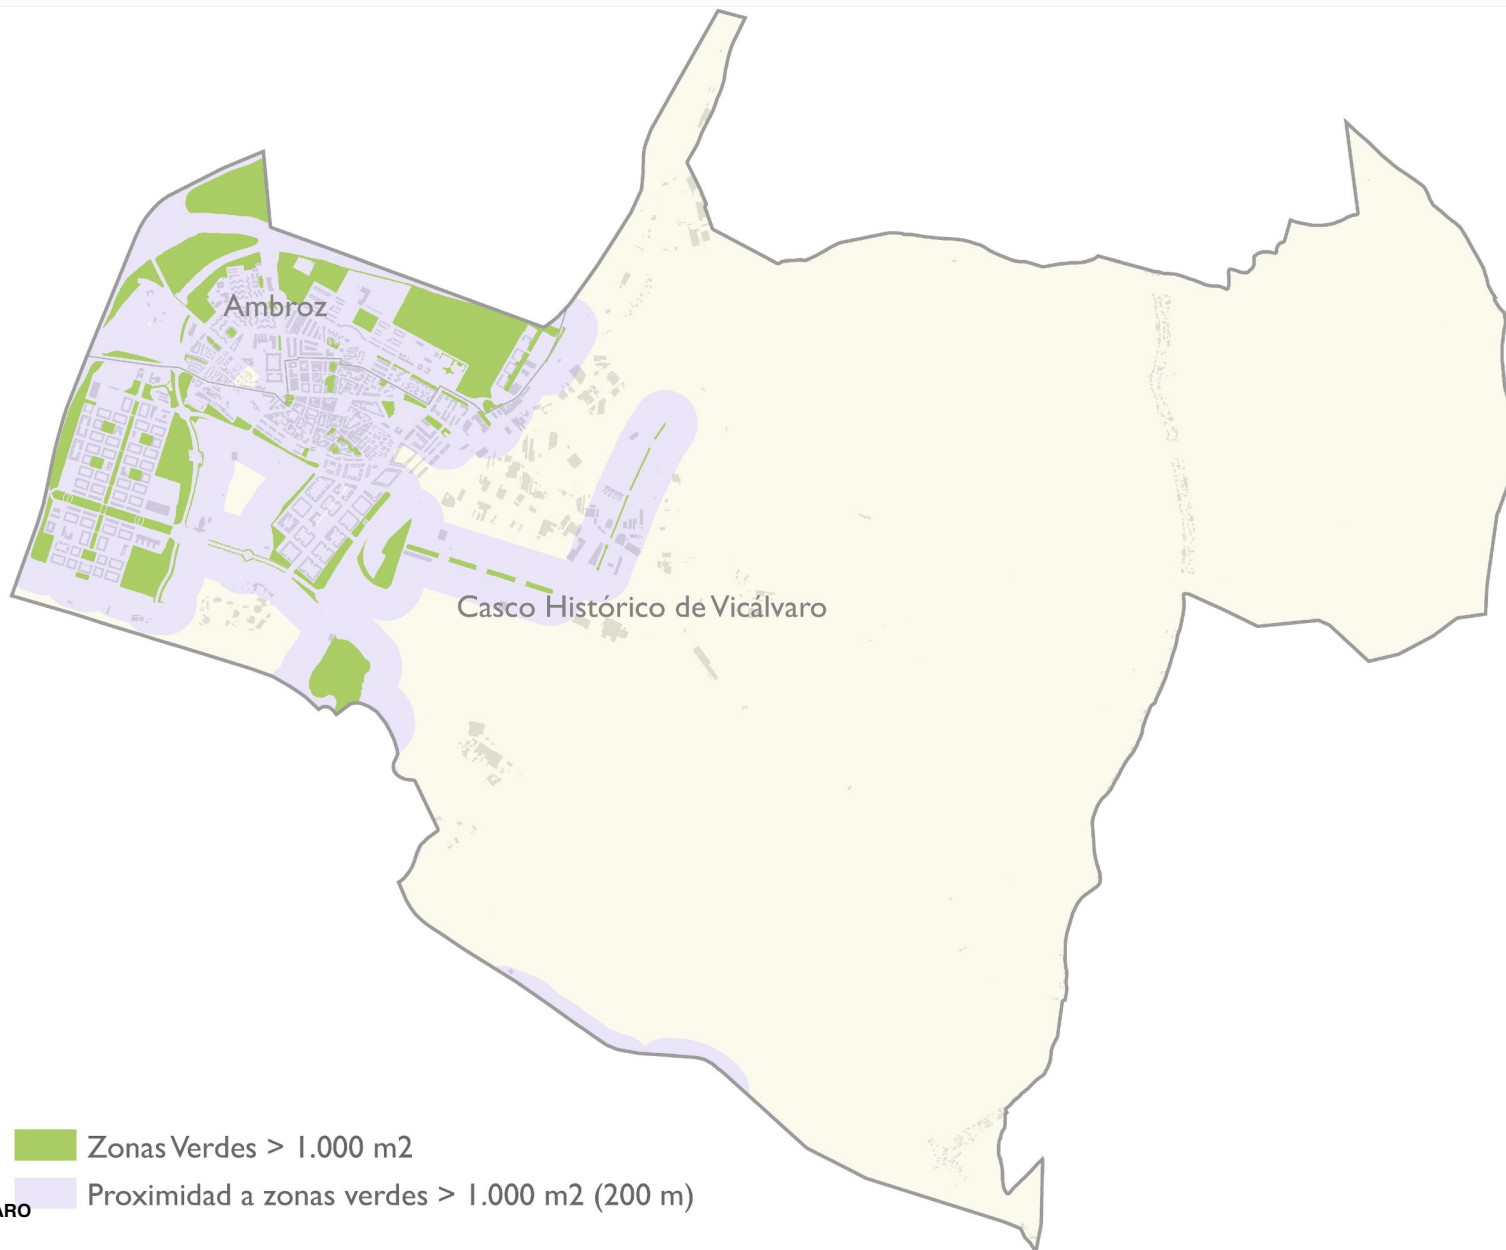 Ambroz
Casco Histórico de Vicálvaro
Zonas Verdes > 1.000 m2
Proximidad a zonas verdes > 1.000 m2 (200 m)
ARO